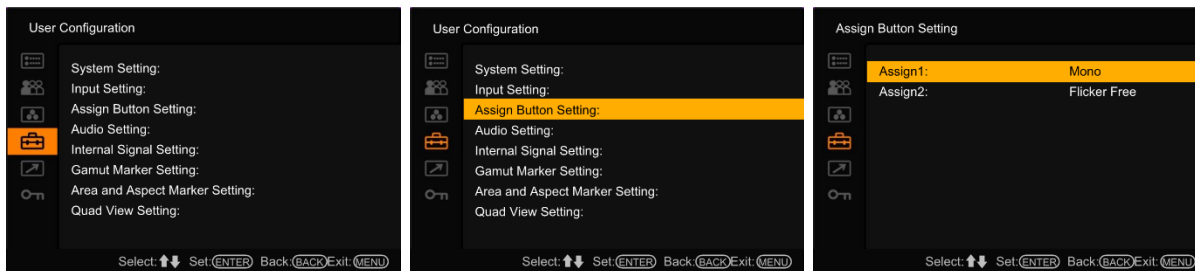 User Configuration
System Setting:
Input Setting:
Assign Button Setting:
Audio Setting:
Internal Signal Setting:
Gamut Marker Setting:
Area and Aspect Marker Setting:
Quad View Setting:
Select: Set:ENTER Back:BACK Exit:MENU
User Configuration
System Setting:
Input Setting:
Assign Button Setting:
Audio Setting:
Internal Signal Setting:
Gamut Marker Setting:
Area and Aspect Marker Setting:
Quad View Setting:
Select: Set:ENTER Back:BACK Exit:MENU
Assign Button Setting
Assign1: Mono
Assign2: Flicker Free
Select: Set:ENTER Back:BACK Exit:MENU